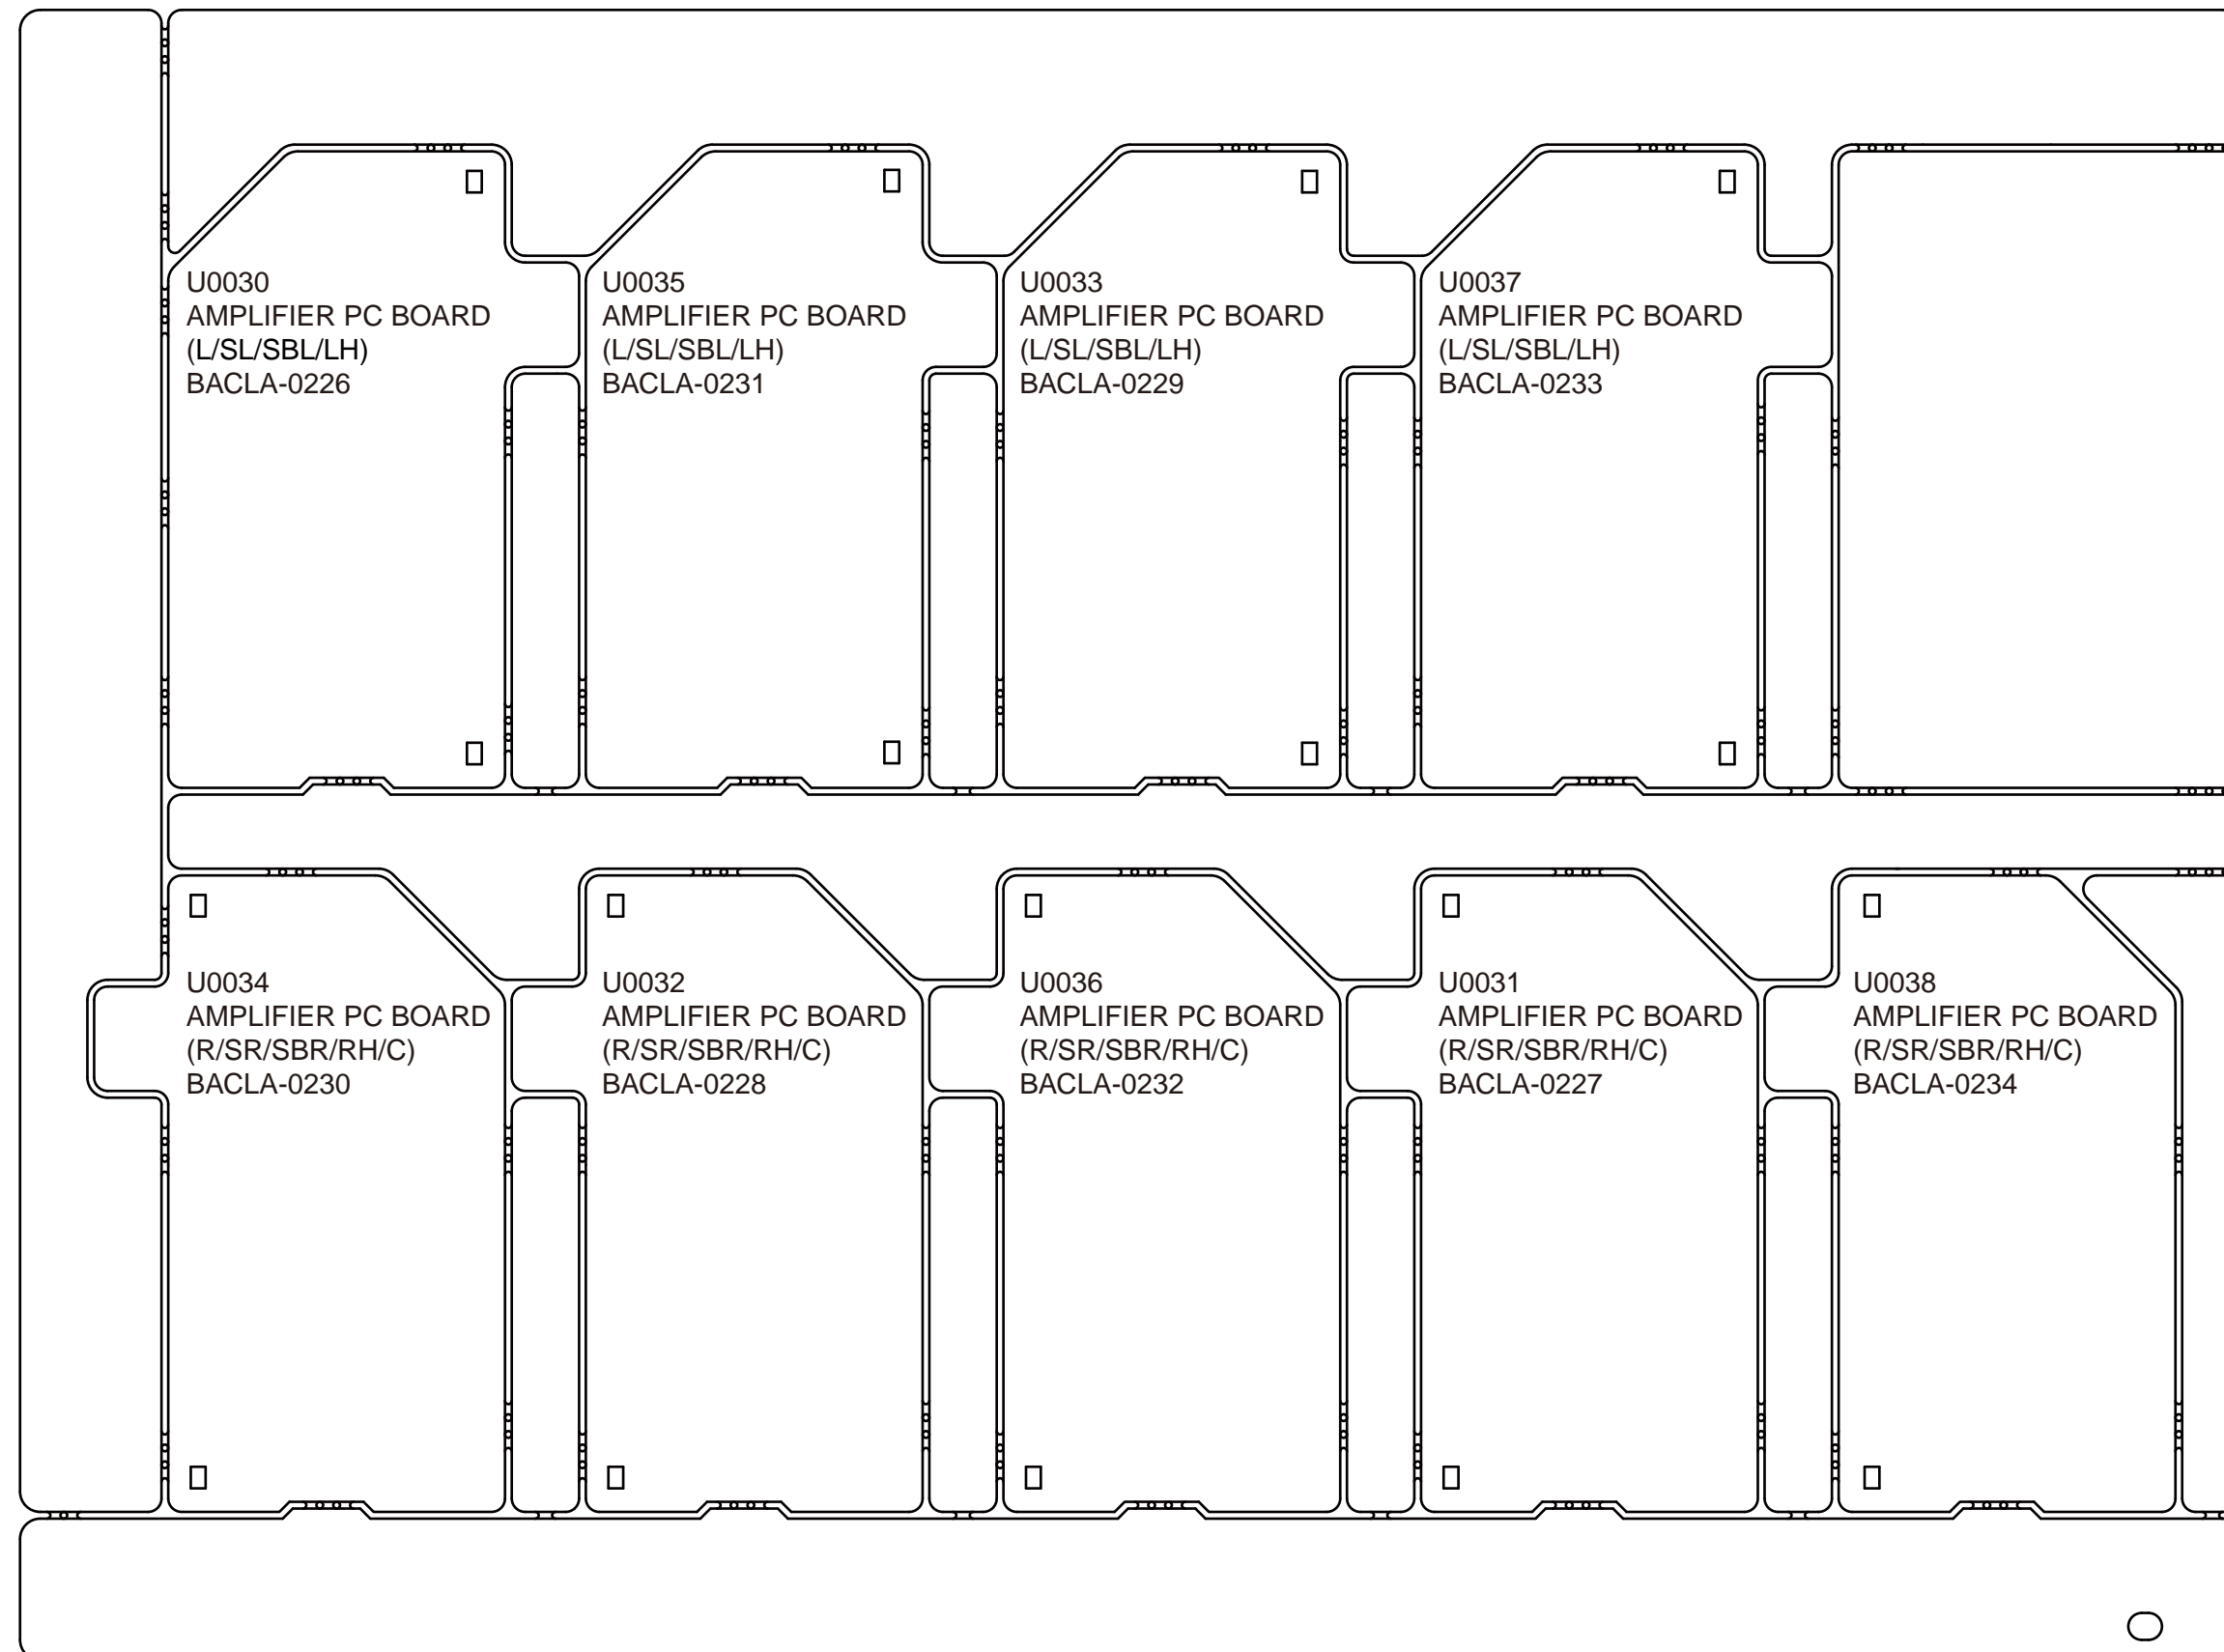 U0030
AMPLIFIER PC BOARD
(L/SL/SBL/LH)
BACLA-0226
U0035
AMPLIFIER PC BOARD
(L/SL/SBL/LH)
BACLA-0231
U0033
AMPLIFIER PC BOARD
(L/SL/SBL/LH)
BACLA-0229
U0037
AMPLIFIER PC BOARD
(L/SL/SBL/LH)
BACLA-0233
U0034
AMPLIFIER PC BOARD
(R/SR/SBR/RH/C)
BACLA-0230
U0032
AMPLIFIER PC BOARD
(R/SR/SBR/RH/C)
BACLA-0228
U0036
AMPLIFIER PC BOARD
(R/SR/SBR/RH/C)
BACLA-0232
U0031
AMPLIFIER PC BOARD
(R/SR/SBR/RH/C)
BACLA-0227
U0038
AMPLIFIER PC BOARD
(R/SR/SBR/RH/C)
BACLA-0234